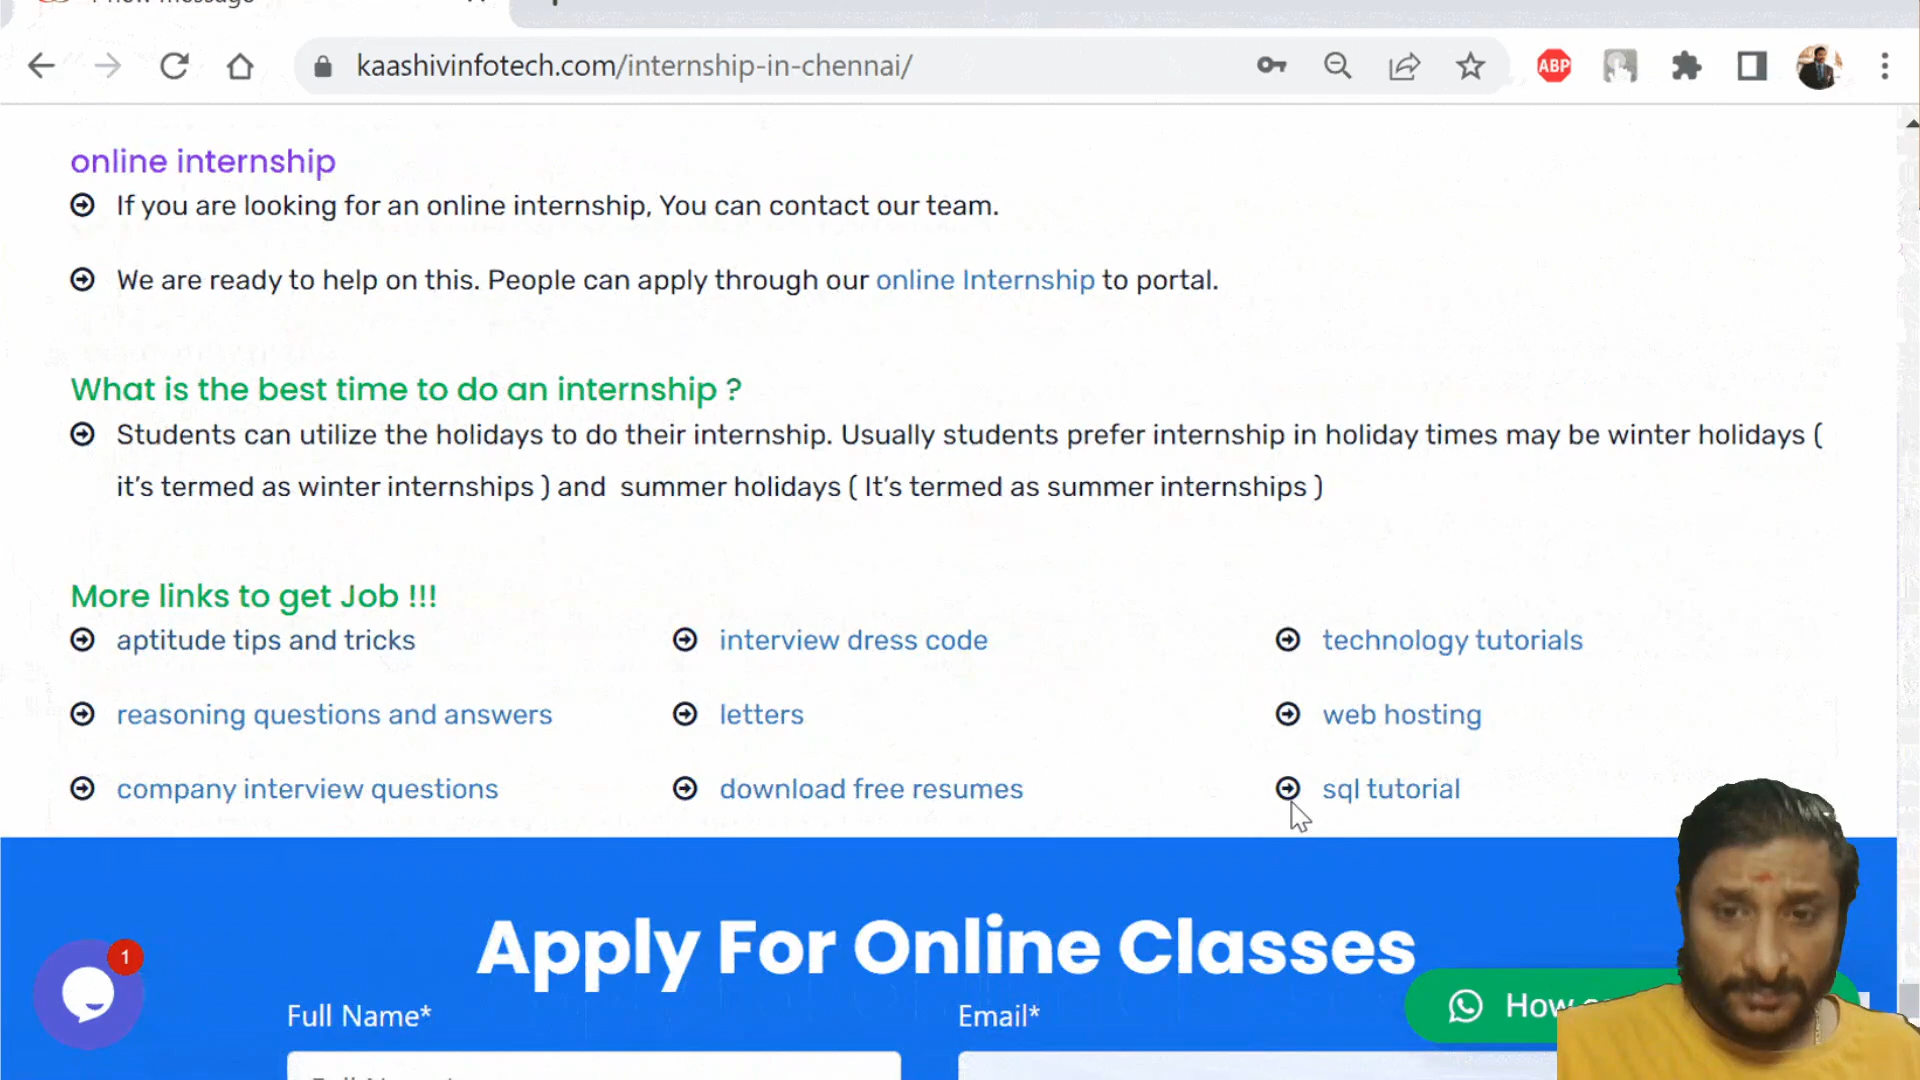 kaashivinfotech.com/internship-in-chennai/
ABP
online internship
If you are looking for an online internship, You can contact our team.
We are ready to help on this. People can apply through our online Internship to portal.
What is the best time to do an internship ?
Students can utilize the holidays to do their internship. Usually students prefer internship in holiday times may be winter holidays (
it's termed as winter internships ) and summer holidays ( It's termed as summer internships )
More links to get Job !!!
aptitude tips and tricks
interview dress code
technology tutorials
reasoning questions and answers
letters
web hosting
company interview questions
download free resumes
sql tutorial
Apply For Online Classes
1
How
Full Name*
Email*